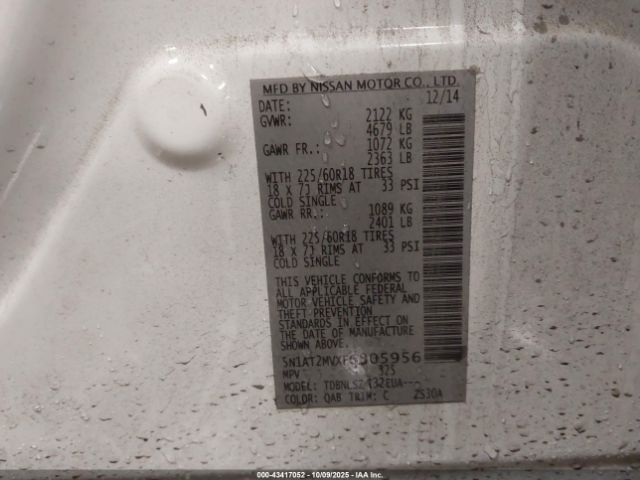 MFD BY NISSAN MOTOR CO., LTD.
DATE: 12/14
GVWR: 2122 KG
4679 LB
GAWR FR.: 1072 KG
2363 LB
WITH 225/60R18 TIRES
18 X 7J RIMS AT 33 PSI
COLD SINGLE
GAWR RR.: 1089 KG
2401 LB
WITH 225/60R18 TIRES
18 X 7J RIMS AT 33 PSI
COLD SINGLE
THIS VEHICLE CONFORMS TO
ALL APPLICABLE FEDERAL
MOTOR VEHICLE SAFETY AND
THEFT PREVENTION
STANDARDS IN EFFECT ON
THE DATE OF MANUFACTURE
SHOWN ABOVE.
5N1AT2MVXF
MPV 325
MODEL:
COLOR: QAB TRIM: C 2S30A
000-43417052 - 10/09/2025 - IAA Inc.